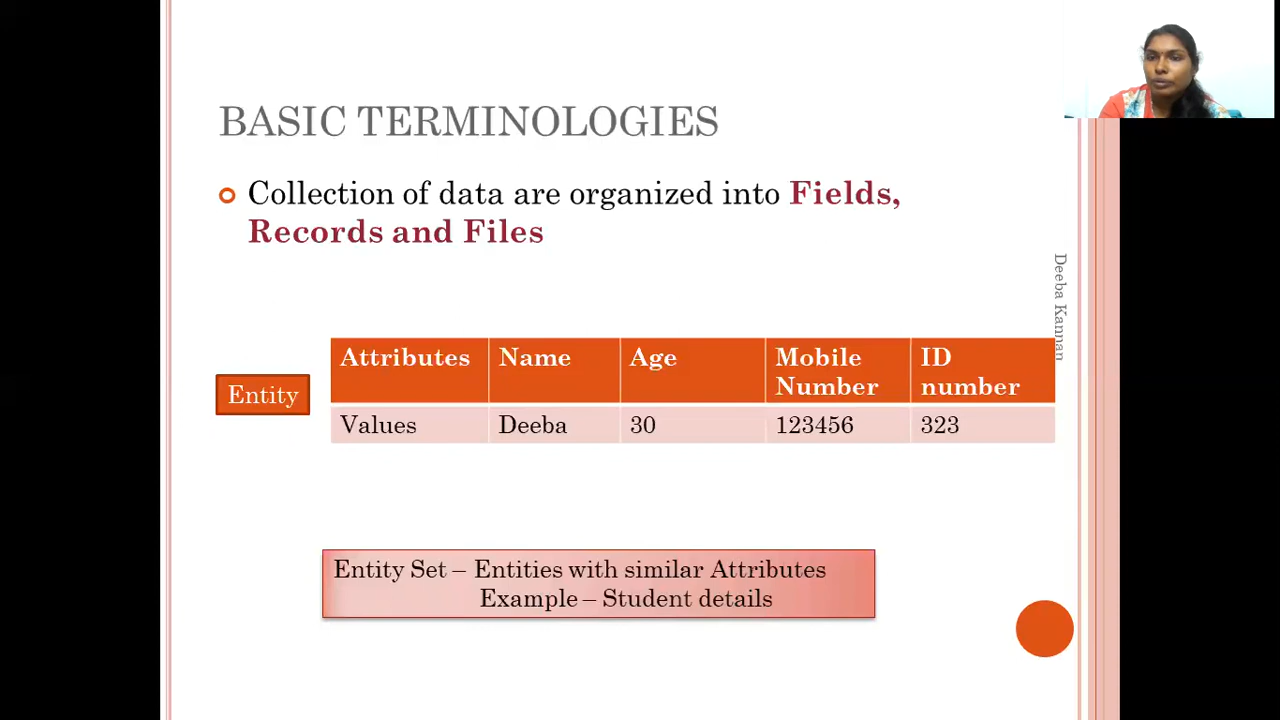 BASIC TERMINOLOGIES
Collection of data are organized into Fields,
Records and Files
Deeba Kannan
Entity
Attributes Name Age Mobile Number ID number
Values Deeba 30 123456 323
Entity Set – Entities with similar Attributes
Example – Student details